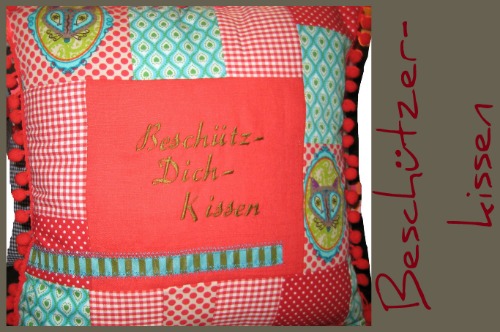 Beschütz-
Dich-
Kissen
Beschützer-
kissen